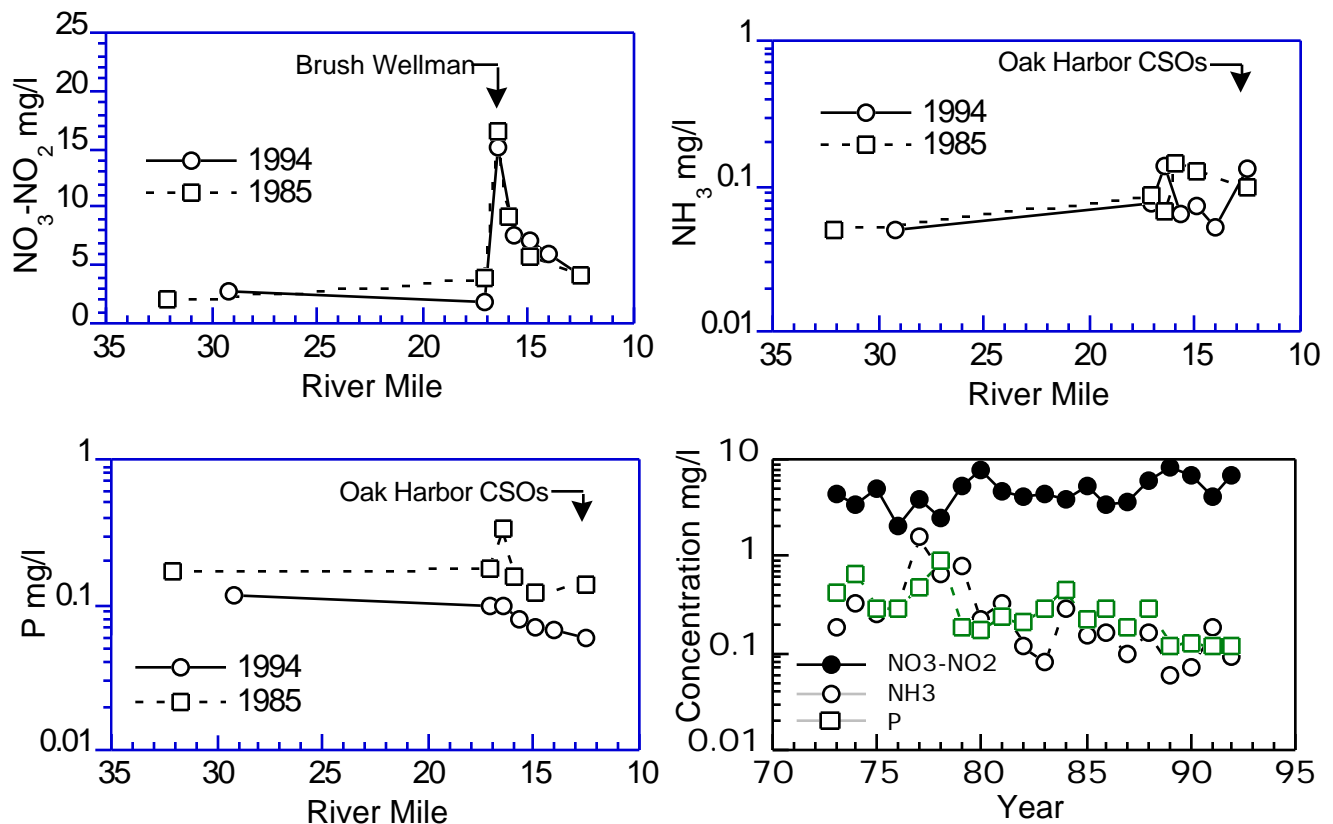 25
20
15
10
5
0
NO3-NO2 mg/l
Brush Wellman
1994
1985
35 30 25 20 15 10
River Mile
1
0.1
0.01
NH3 mg/l
Oak Harbor CSOs
1994
1985
35 30 25 20 15 10
River Mile
1
0.1
0.01
P mg/l
Oak Harbor CSOs
1994
1985
35 30 25 20 15 10
River Mile
10
1
0.1
0.01
Concentration mg/l
NO3-NO2
NH3
P
70 75 80 85 90 95
Year